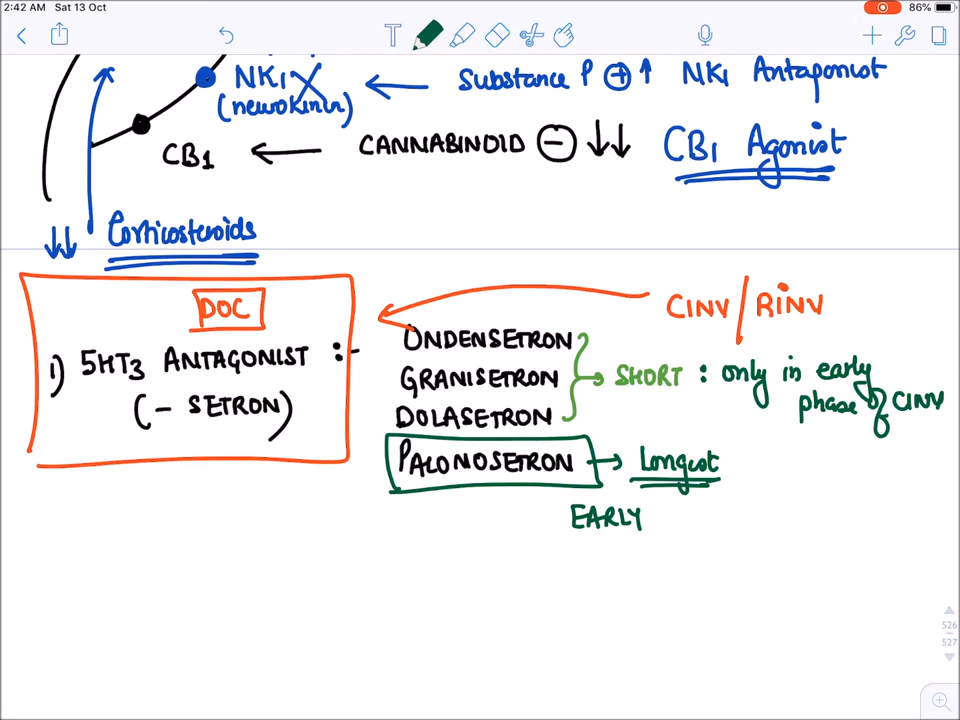 2:42 AM Sat 13 Oct
86%
T
NK1 X ← Substance P ⊕ ↑ NK1 Antagonist
(neurokinin)
CB1 ← CANNABINOID ⊖ ↓↓ CB1 Agonist
↓↓ Corticosteroids
DOC
CINV / RINV
1) 5HT3 ANTAGONIST :-
(- SETRON)
ONDENSETRON
GRANISETRON
DOLASETRON
→ SHORT : only in early
phase of CINV
PALONOSETRON → Longest
EARLY
526
527